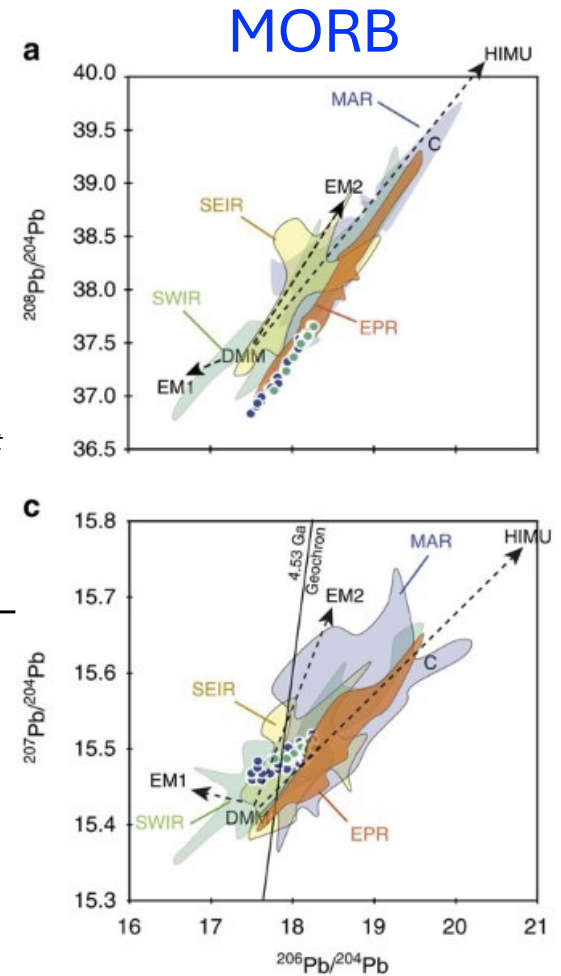 MORB
a
HIMU
40.0
MAR
39.5
C
39.0
EM2
SEIR
38.5
208Pb/204Pb
38.0
SWIR
37.5
EPR
DMM
EM1
37.0
36.5
c
15.8
4.53 Ga
Geochron
MAR
HIMU
15.7
EM2
C
15.6
SEIR
207Pb/204Pb
15.5
EM1
SWIR
DMM
15.4
EPR
15.3
16 17 18 19 20 21
206Pb/204Pb